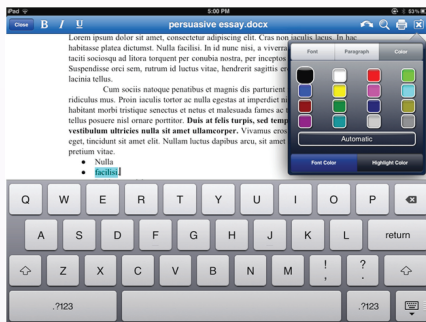 iPad 5:00 PM 53%
Close B I U persuasive essay.docx
Lorem ipsum dolor sit amet, consectetur adipiscing elit. Cras non iaculis lacus. In hac
habitasse platea dictumst. Nulla facilisi. In id nunc nisi, a viverra
taciti sociosqu ad litora torquent per conubia nostra, per inceptos
Suspendisse orci sem, rutrum id luctus vitae, hendrerit sagittis
lacinia tellus.
Cum sociis natoque penatibus et magnis dis parturient
ridiculus mus. Proin iaculis tortor ac nulla egestas at imperdiet
habitant morbi tristique senectus et netus et malesuada fames ac
tellus posuere nisl ornare porttitor. Duis at felis turpis, sed
vestibulum ultricies nulla sit amet ullamcorper. Vivamus
eget, tincidunt sit amet elit. Nullam luctus dapibus arcu, sit amet
pretium vitae.
• Nulla
• facilisi.
Font Paragraph Color
Automatic
Font Color Highlight Color
Q W E R T Y U I O P
A S D F G H J K L return
Z X C V B N M ! , ? .
.?123 .?123